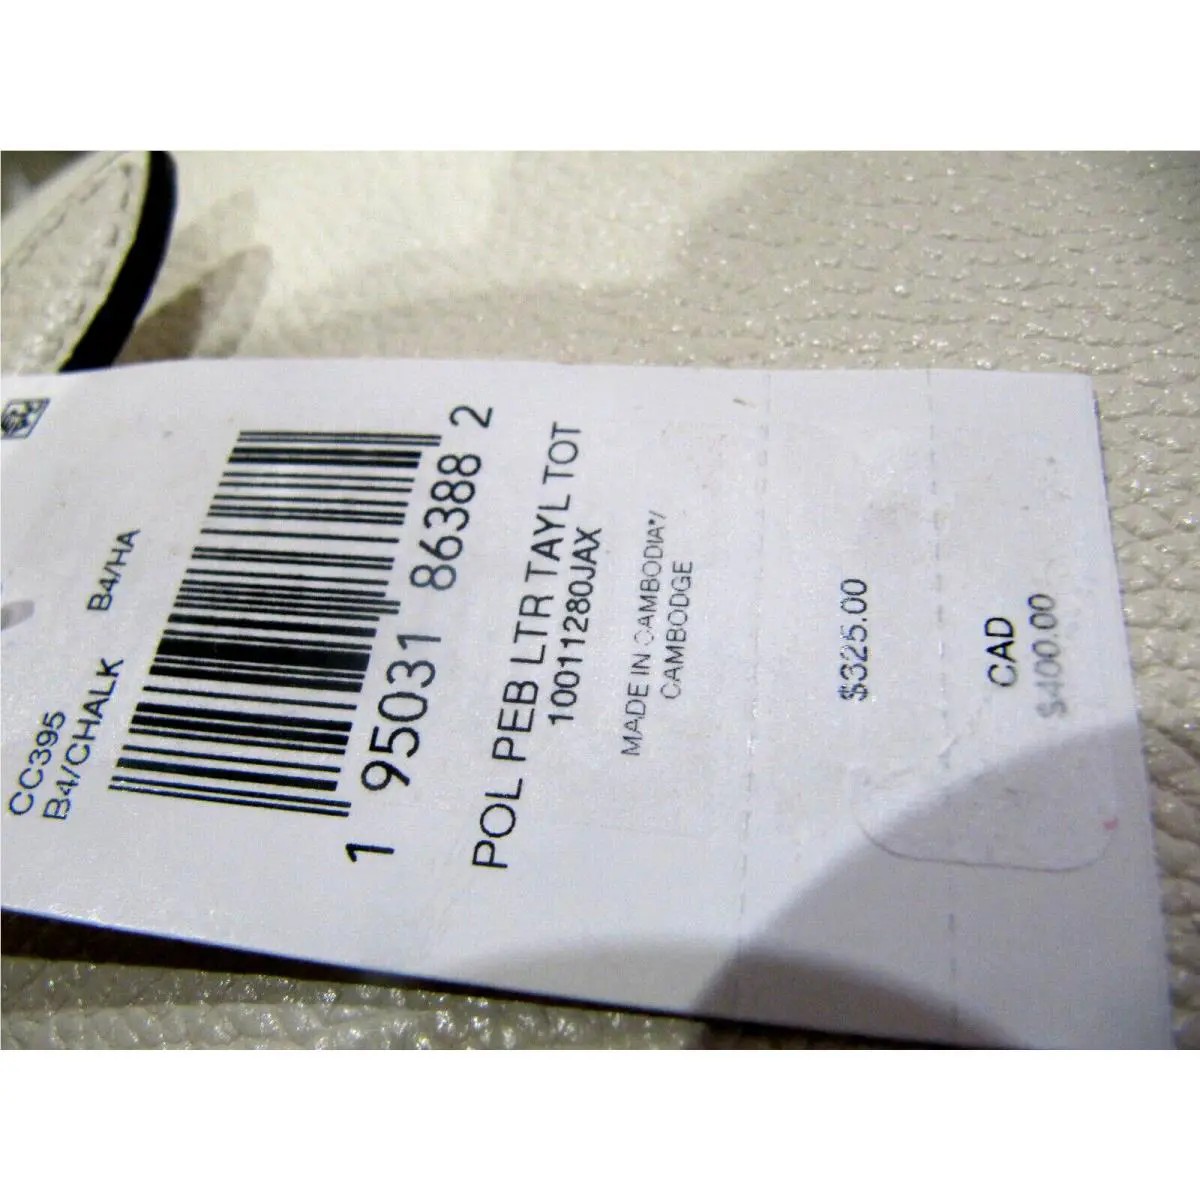 CC395
B4/CHALK B4/HA
1 95031 86388 2
POL PEB LTR TAYL TOT
10011280JAX
MADE IN CAMBODIA*/
CAMBODGE
$325.00
CAD
$400.00